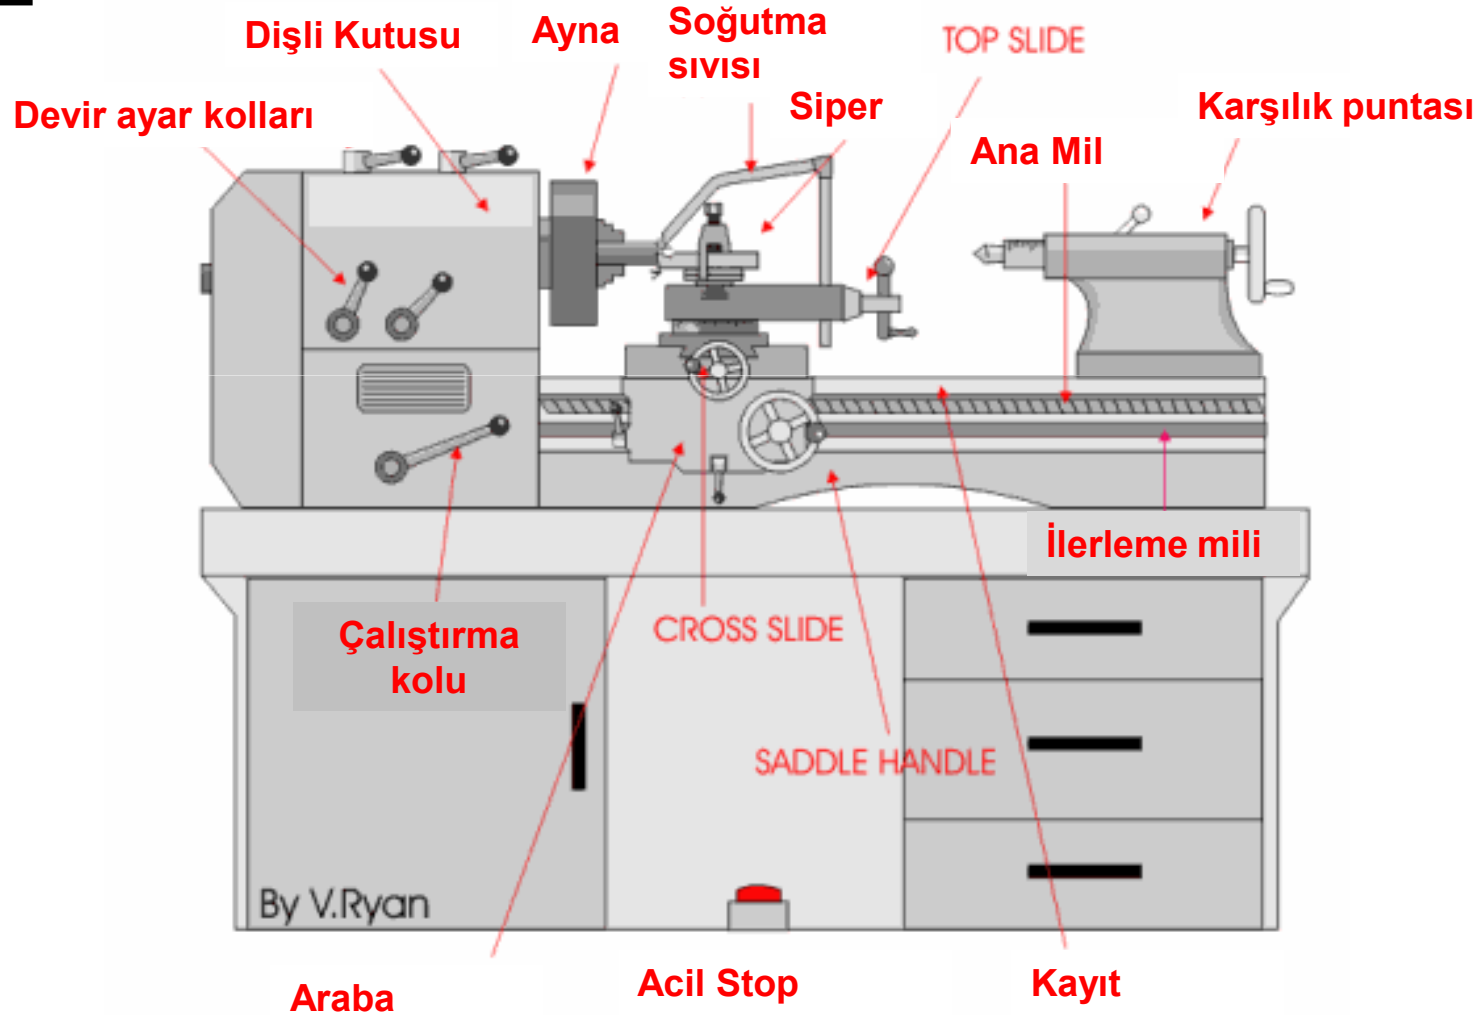 Dişli Kutusu
Ayna
Soğutma
sıvısı
TOP SLIDE
Devir ayar kolları
Siper
Karşılık puntası
Ana Mil
İlerleme mili
Çalıştırma
kolu
CROSS SLIDE
SADDLE HANDLE
By V.Ryan
Araba
Acil Stop
Kayıt